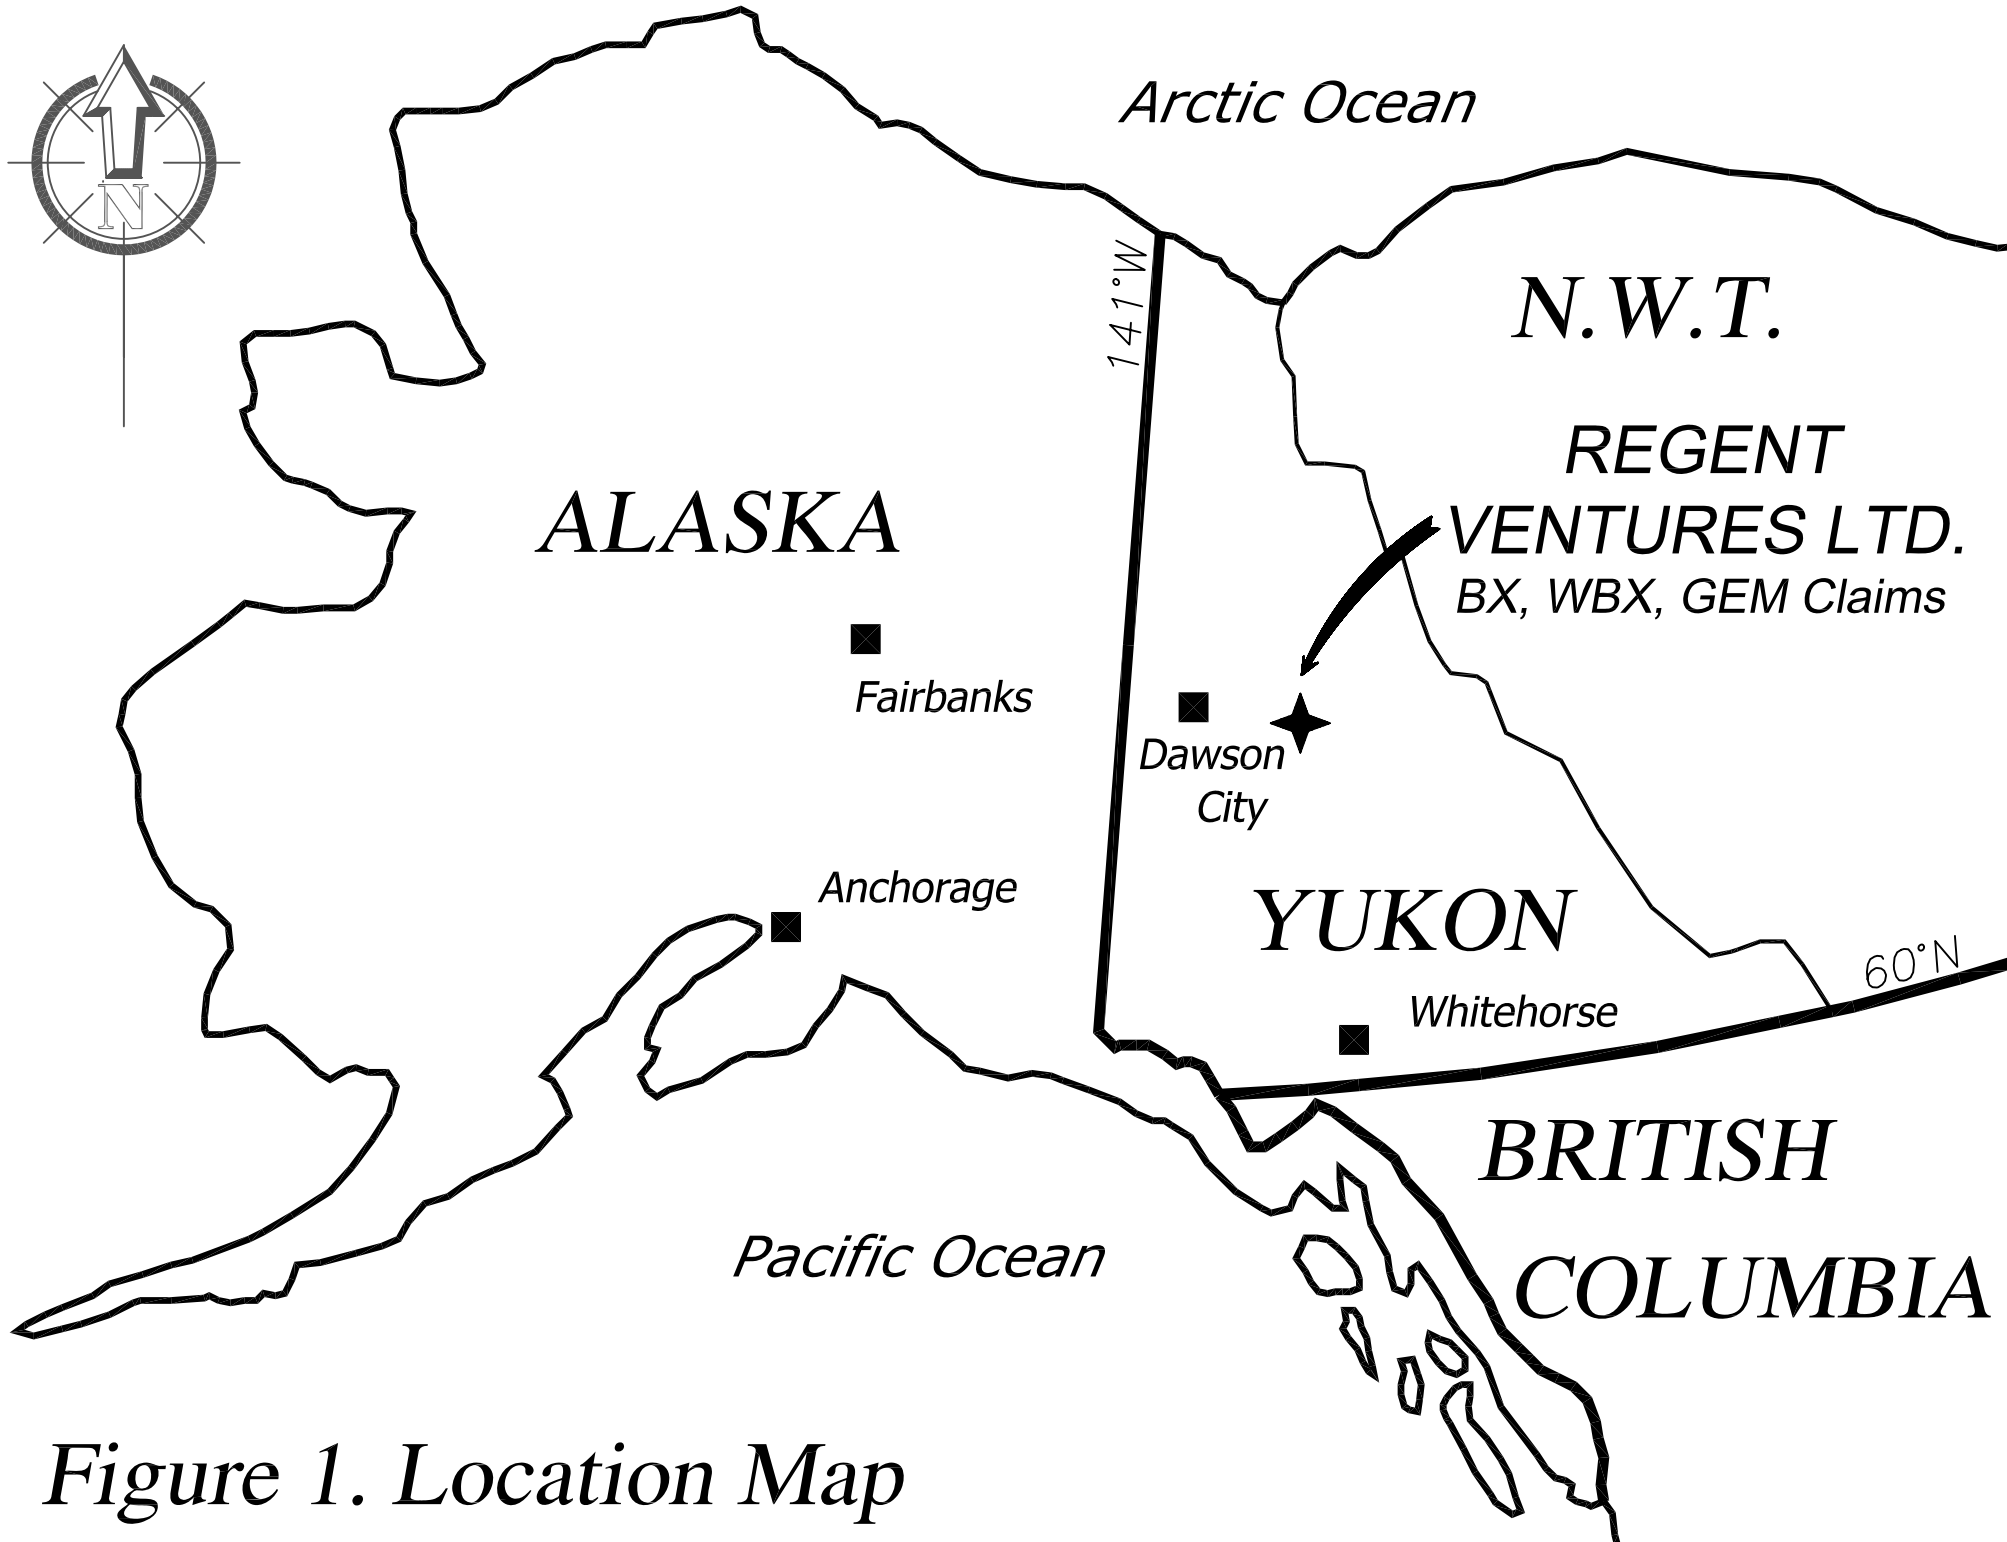 Arctic Ocean
N
141°W
N.W.T.
REGENT
VENTURES LTD.
BX, WBX, GEM Claims
ALASKA
Fairbanks
Dawson
City
Anchorage
YUKON
60°N
Whitehorse
BRITISH
COLUMBIA
Pacific Ocean
Figure 1. Location Map